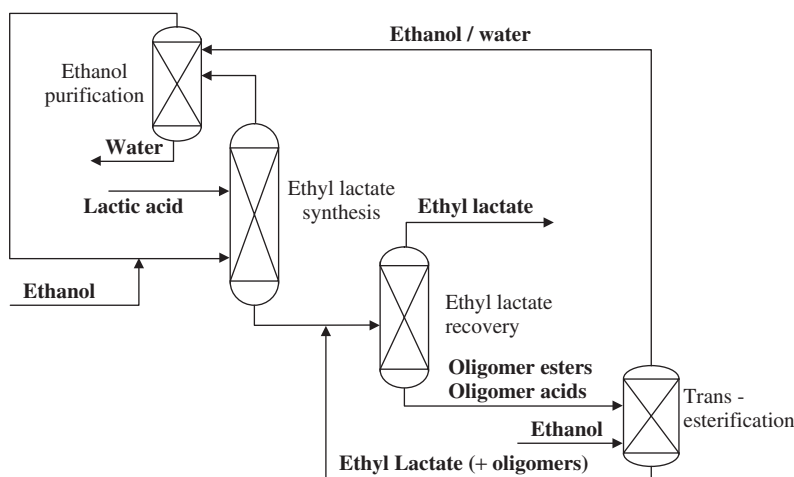 Ethanol / water
Ethanol
purification
Water
Lactic acid
Ethyl lactate
synthesis
Ethyl lactate
Ethanol
Ethyl lactate
recovery
Oligomer esters
Oligomer acids
Trans -
esterification
Ethanol
Ethyl Lactate (+ oligomers)